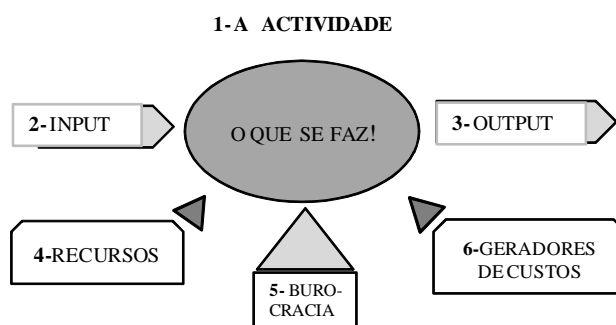 1- A ACTIVIDADE
2- INPUT
O QUE SE FAZ!
3- OUTPUT
4-RECURSOS
5- BURO-
CRACIA
6-GERADORES
DE CUSTOS